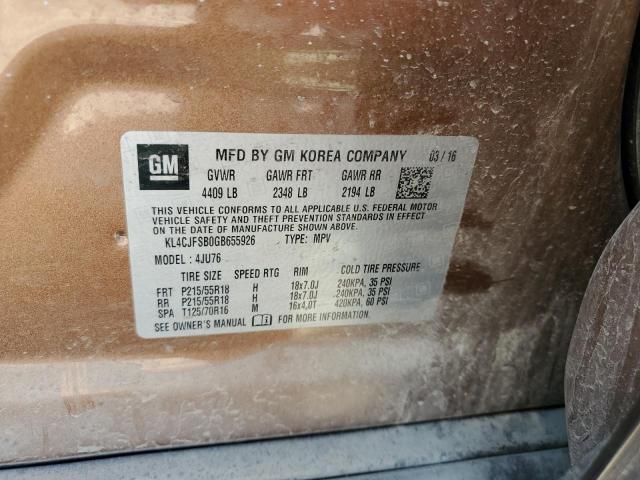 GM
MFD BY GM KOREA COMPANY 03 / 16
GVWR GAWR FRT GAWR RR
4409 LB 2348 LB 2194 LB
THIS VEHICLE CONFORMS TO ALL APPLICABLE U.S. FEDERAL MOTOR
VEHICLE SAFETY AND THEFT PREVENTION STANDARDS IN EFFECT
ON THE DATE OF MANUFACTURE SHOWN ABOVE.
KL4CJFSB0GB655926 TYPE: MPV
MODEL : 4JU76
TIRE SIZE SPEED RTG RIM COLD TIRE PRESSURE
FRT P215/55R18 H 18x7.0J 240KPA, 35 PSI
RR P215/55R18 H 18x7.0J 240KPA, 35 PSI
SPA T125/70R16 M 16x4.0T 420KPA, 60 PSI
SEE OWNER'S MANUAL FOR MORE INFORMATION.